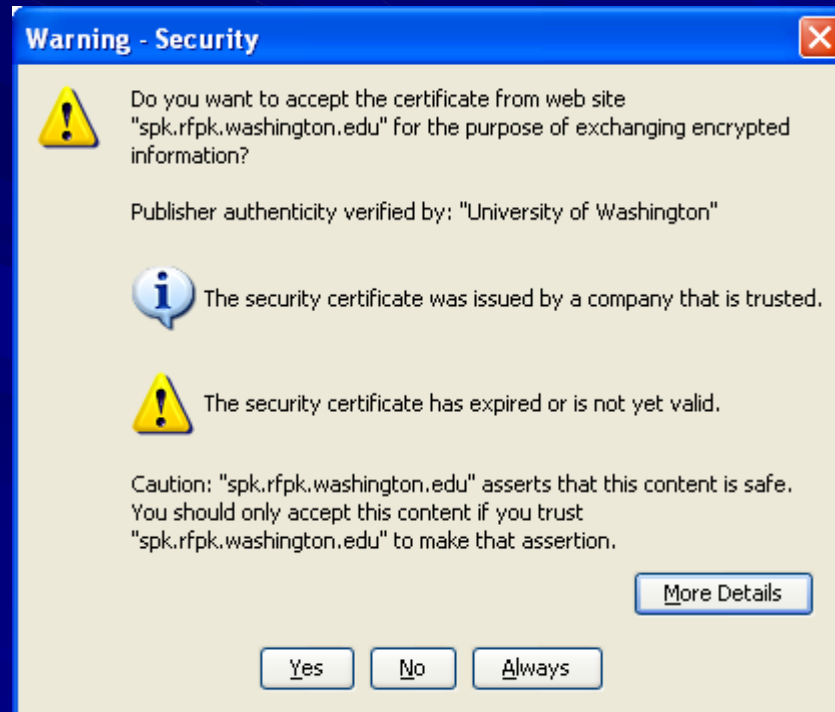 Warning - Security
Do you want to accept the certificate from web site
"spk.rfpk.washington.edu" for the purpose of exchanging encrypted
information?
Publisher authenticity verified by: "University of Washington"
The security certificate was issued by a company that is trusted.
The security certificate has expired or is not yet valid.
Caution: "spk.rfpk.washington.edu" asserts that this content is safe.
You should only accept this content if you trust
"spk.rfpk.washington.edu" to make that assertion.
More Details
Yes No Always